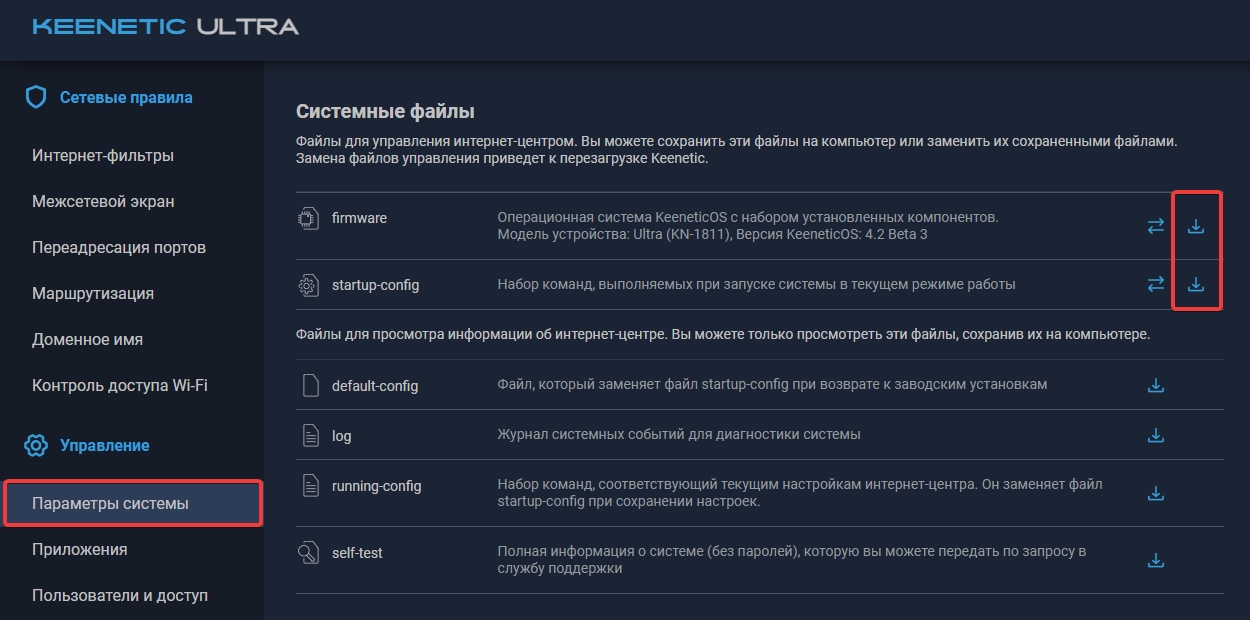 KEENETIC ULTRA
Сетевые правила
Интернет-фильтры
Межсетевой экран
Переадресация портов
Маршрутизация
Доменное имя
Контроль доступа Wi-Fi
Управление
Параметры системы
Приложения
Пользователи и доступ
Системные файлы
Файлы для управления интернет-центром. Вы можете сохранить эти файлы на компьютер или заменить их сохраненными файлами.
Замена файлов управления приведет к перезагрузке Keenetic.
firmware
Операционная система KeeneticOS с набором установленных компонентов.
Модель устройства: Ultra (KN-1811), Версия KeeneticOS: 4.2 Beta 3
startup-config
Набор команд, выполняемых при запуске системы в текущем режиме работы
Файлы для просмотра информации об интернет-центре. Вы можете только просмотреть эти файлы, сохранив их на компьютере.
default-config
Файл, который заменяет файл startup-config при возврате к заводским установкам
log
Журнал системных событий для диагностики системы
running-config
Набор команд, соответствующий текущим настройкам интернет-центра. Он заменяет файл
startup-config при сохранении настроек.
self-test
Полная информация о системе (без паролей), которую вы можете передать по запросу в
службу поддержки